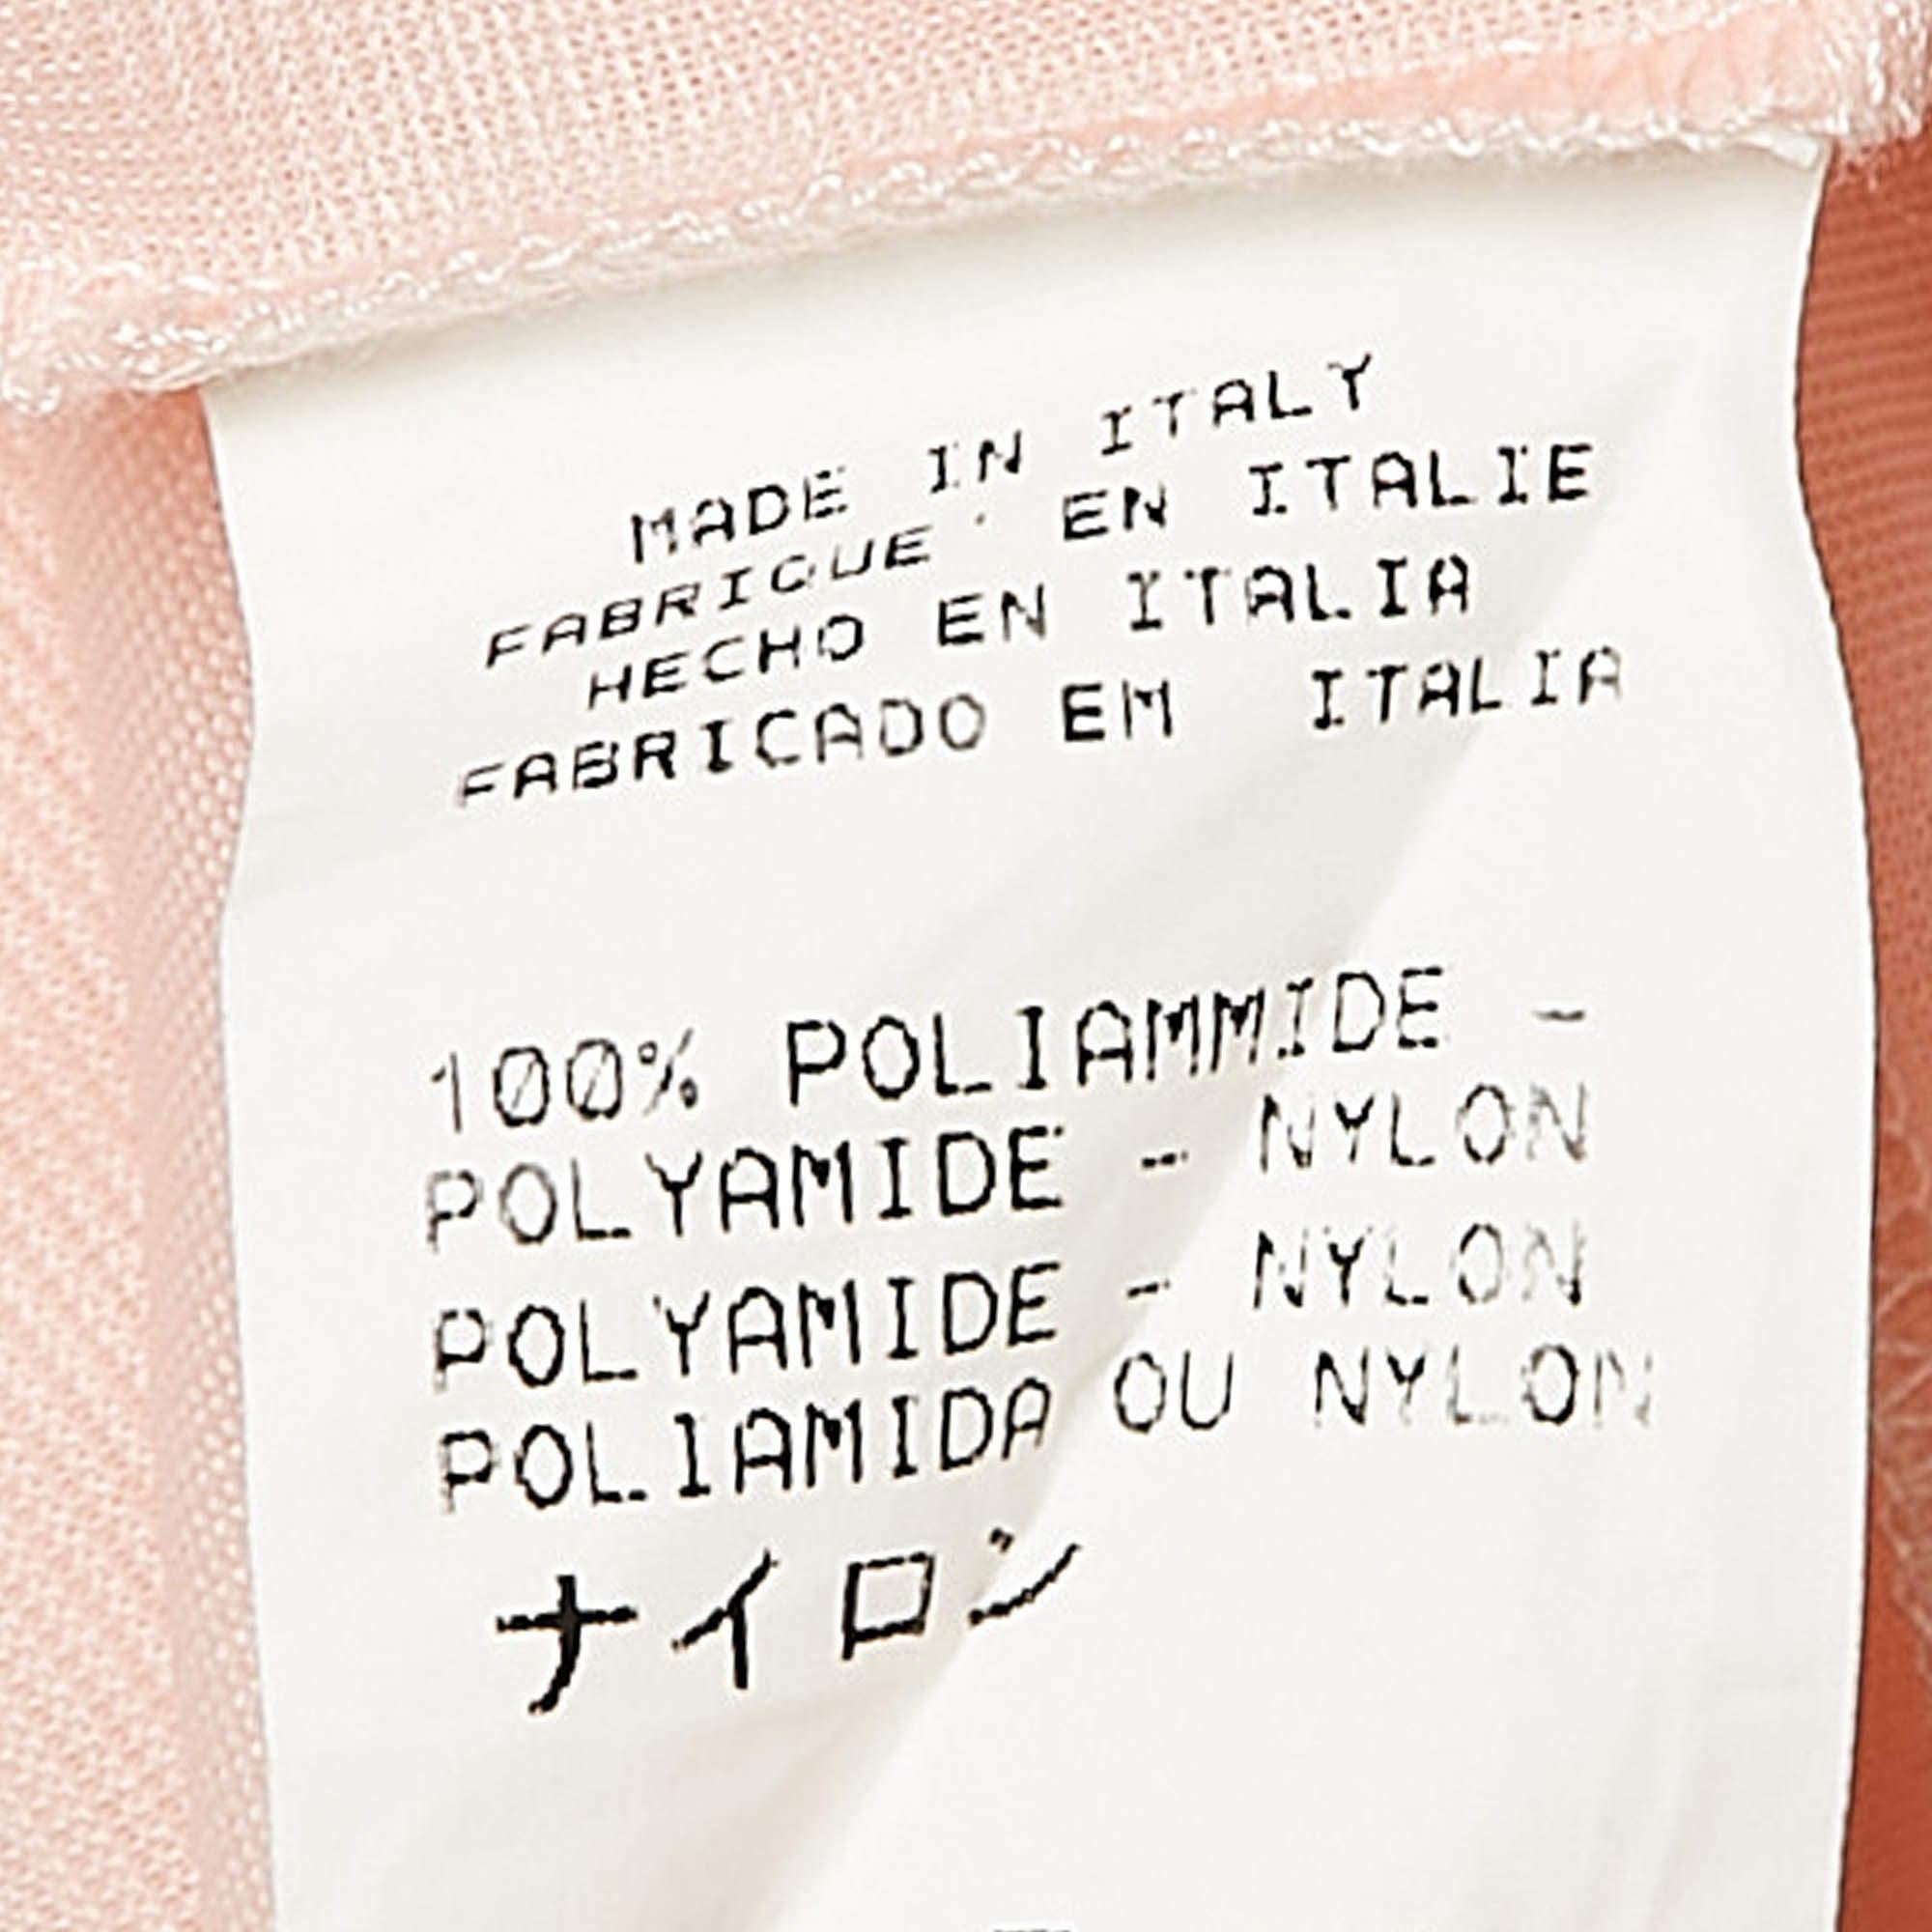 MADE IN ITALY
FABRIQUE' EN ITALIE
HECHO EN ITALIA
FABRICADO EM ITALIA
100% POLIAMMIDE -
POLYAMIDE - NYLON
POLYAMIDE - NYLON
POLIAMIDA OU NYLON
ナイロン